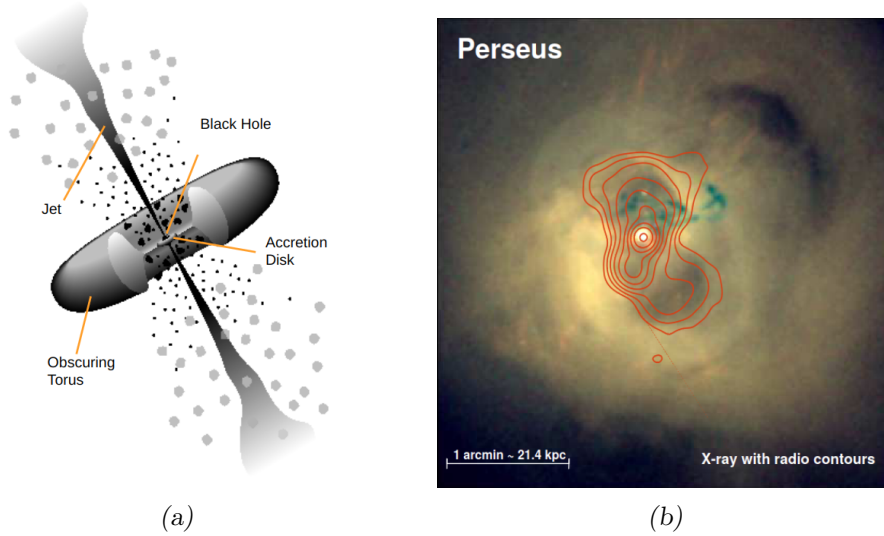 Black Hole
Jet
Accretion
Disk
Obscuring
Torus
(a)
Perseus
1 arcmin ~ 21.4 kpc
X-ray with radio contours
(b)